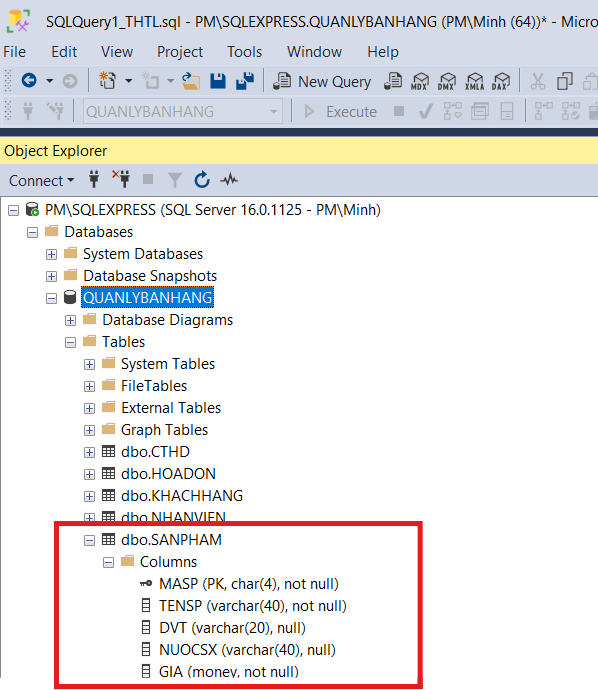 SQLQuery1_THTL.sql - PM\SQLEXPRESS.QUANLYBANHANG (PM\Minh (64))* - Micro
File Edit View Project Tools Window Help
New Query MDX DMX XMLA DAX
QUANLYBANHANG Execute
Object Explorer
Connect
PM\SQLEXPRESS (SQL Server 16.0.1125 - PM\Minh)
Databases
System Databases
Database Snapshots
QUANLYBANHANG
Database Diagrams
Tables
System Tables
FileTables
External Tables
Graph Tables
dbo.CTHD
dbo.HOADON
dbo.KHACHHANG
dbo.NHANVIEN
dbo.SANPHAM
Columns
MASP (PK, char(4), not null)
TENSP (varchar(40), not null)
DVT (varchar(20), null)
NUOCSX (varchar(40), null)
GIA (money, not null)